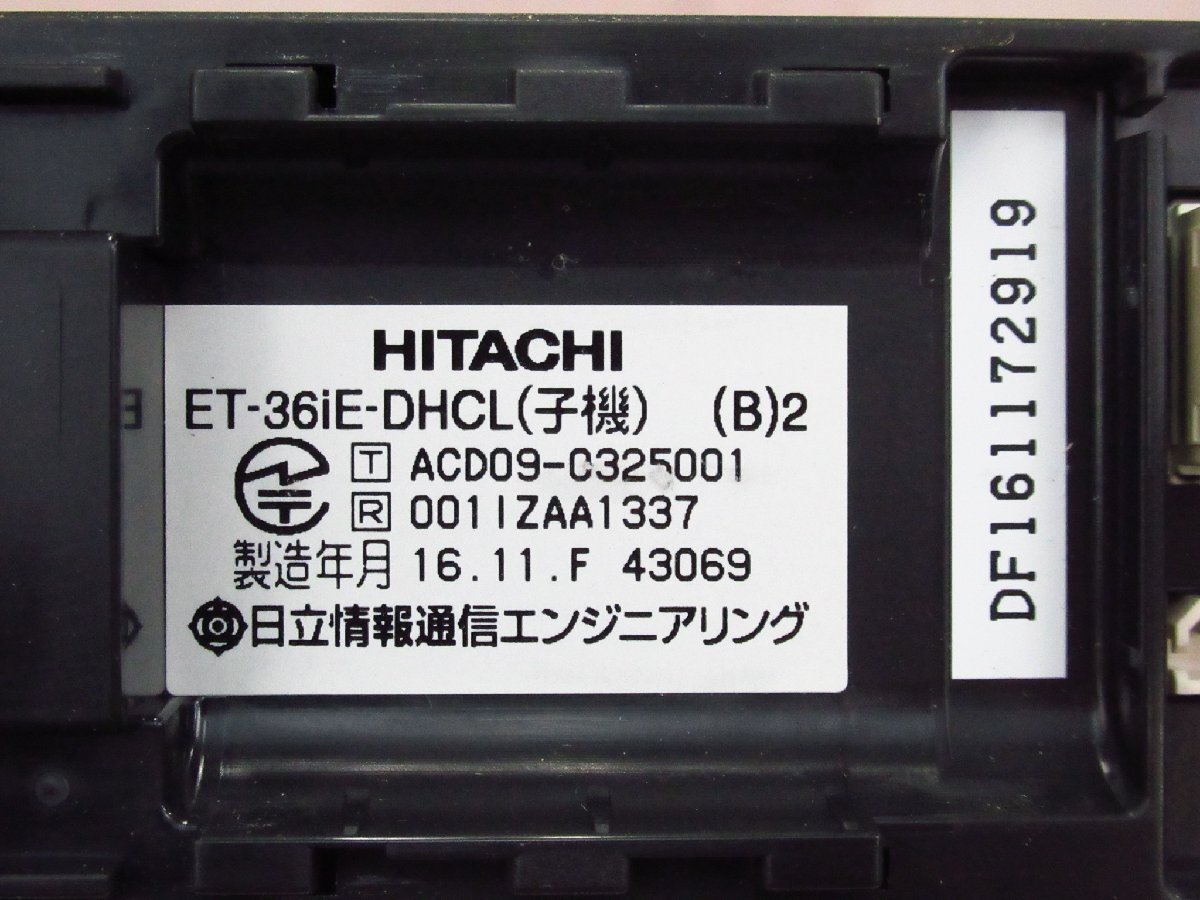 HITACHI
ET-36iE-DHCL(子機) (B)2
T ACD09-0325001
R 001IZAA1337
製造年月 16.11.F 43069
日立情報通信エンジニアリング
DF161172919